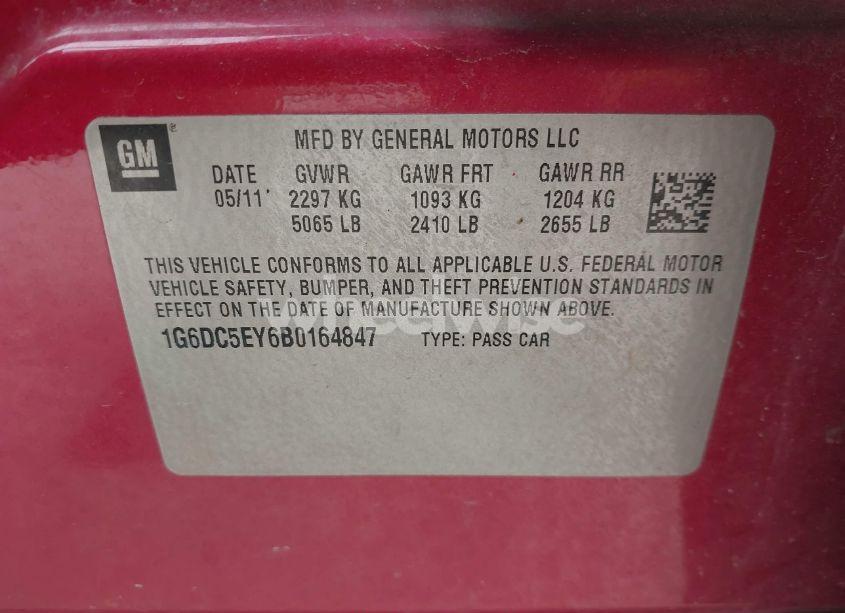 GM
®
MFD BY GENERAL MOTORS LLC
DATE GVWR GAWR FRT GAWR RR
05/11 2297 KG 1093 KG 1204 KG
5065 LB 2410 LB 2655 LB
THIS VEHICLE CONFORMS TO ALL APPLICABLE U.S. FEDERAL MOTOR
VEHICLE SAFETY, BUMPER, AND THEFT PREVENTION STANDARDS IN
EFFECT ON THE DATE OF MANUFACTURE SHOWN ABOVE.
1G6DC5EY6B0164847 TYPE: PASS CAR